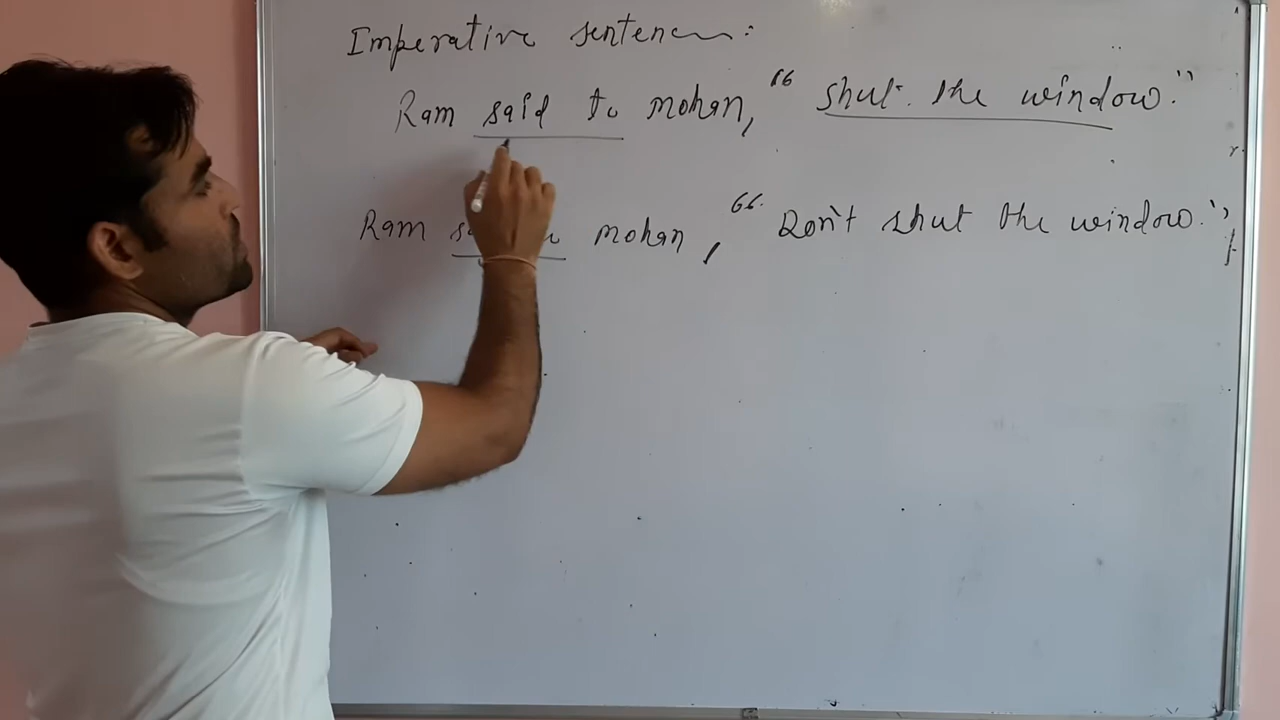 Imperative sentence:
Ram said to mohan, "shut the window."
Ram mohan, "Don't shut the window."